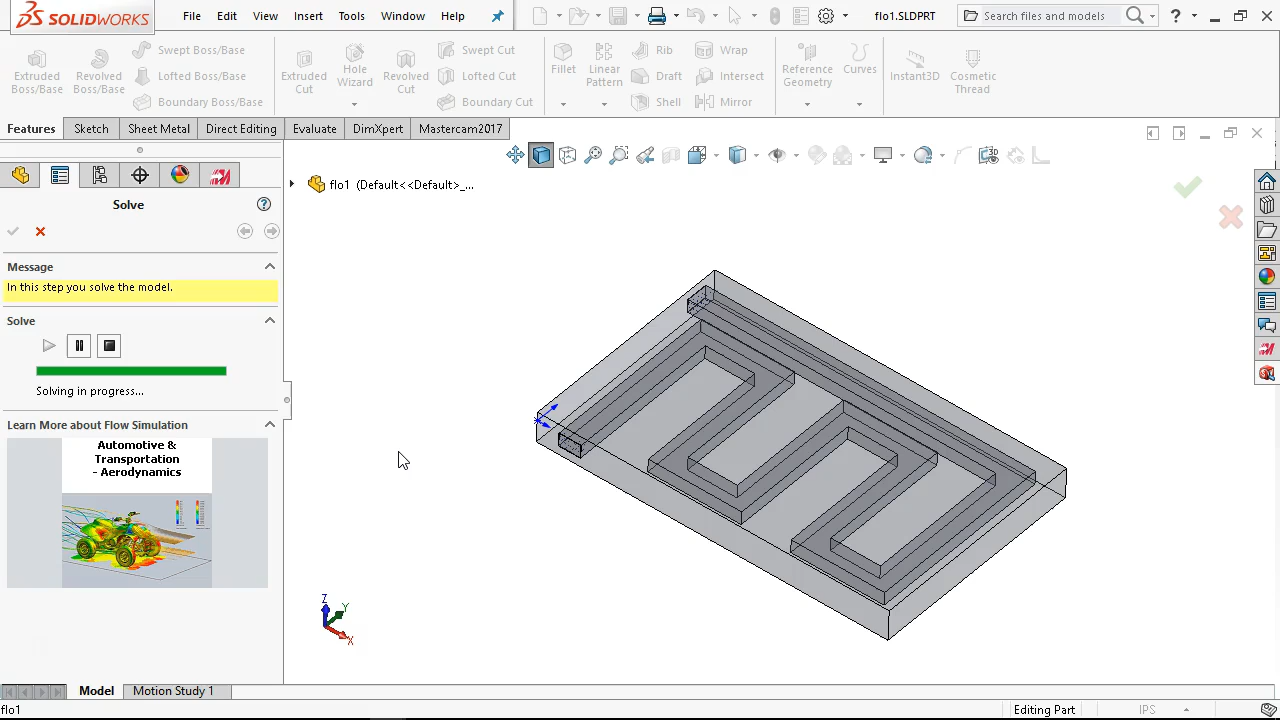 SOLIDWORKS
File Edit View Insert Tools Window Help
flo1.SLDPRT
Search files and models
?
Extruded Boss/Base
Revolved Boss/Base
Swept Boss/Base
Lofted Boss/Base
Boundary Boss/Base
Extruded Cut
Hole Wizard
Revolved Cut
Swept Cut
Lofted Cut
Boundary Cut
Fillet
Linear Pattern
Rib
Draft
Shell
Wrap
Intersect
Mirror
Reference Geometry
Curves
Instant3D
Cosmetic Thread
Features Sketch Sheet Metal Direct Editing Evaluate DimXpert Mastercam2017
flo1 (Default<<Default>_...
Solve
?
Message
In this step you solve the model.
Solve
Solving in progress...
Learn More about Flow Simulation
Automotive &
Transportation
- Aerodynamics
Z
Y
X
Model Motion Study 1
flo1
Editing Part
IPS